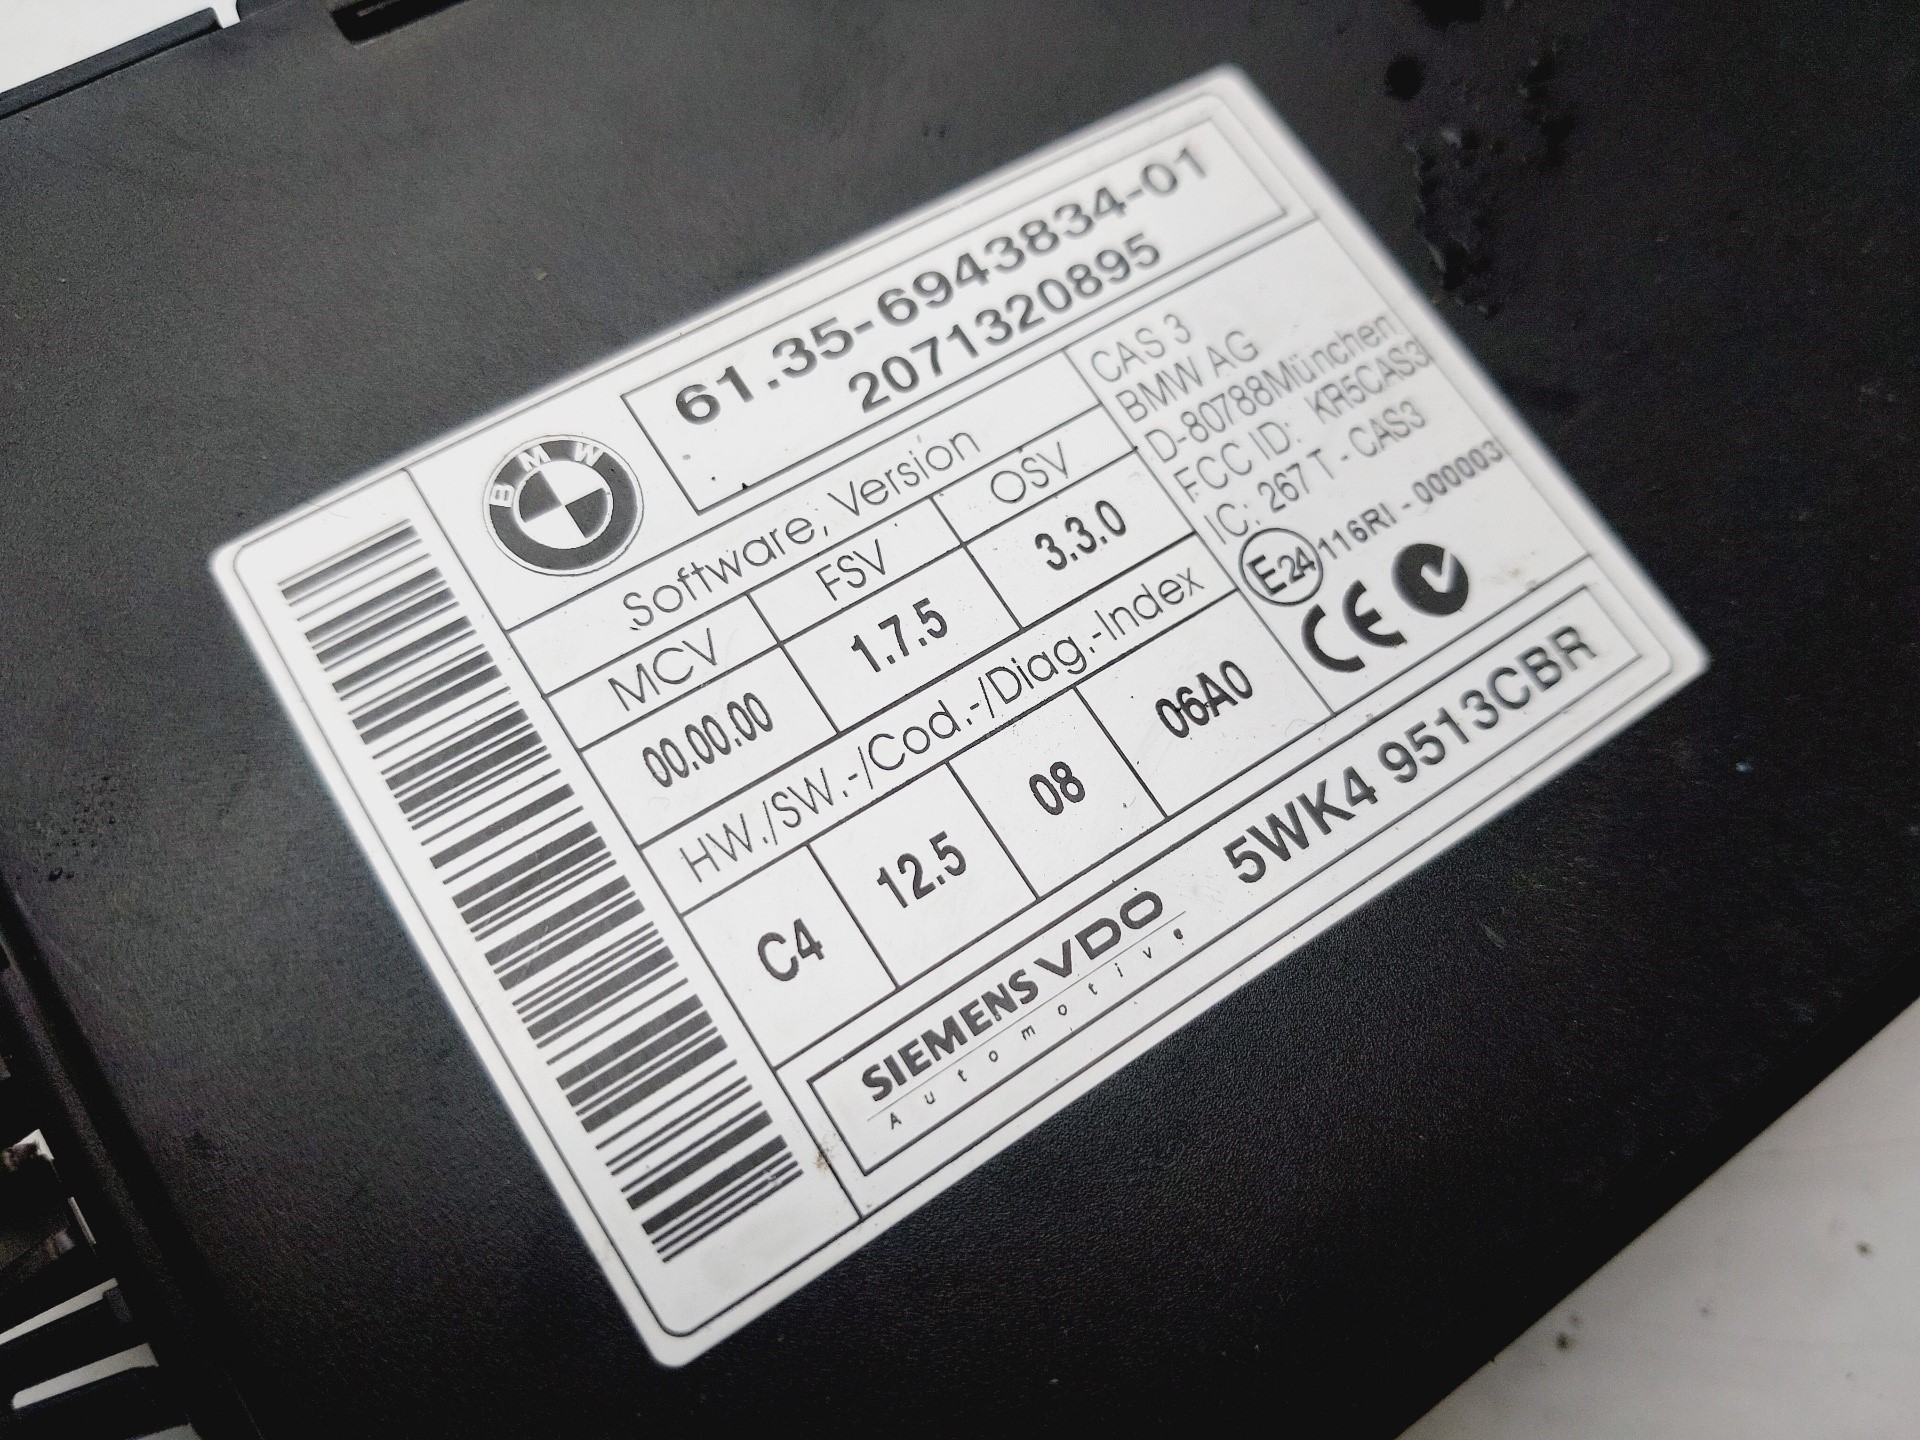 BMW
61.35-6943834-01
2071320895
Software, Version
MCV FSV OSV
00.00.00 1.7.5 3.3.0
HW./SW.-/Cod.-/Diag.-Index
C4 12.5 08 06A0
CAS 3
BMW AG
D-80788München
FCC ID: KR5CAS3
IC: 267 T - CAS3
E24 116RI - 000003
CE
SIEMENS VDO
Automotive
5WK4 9513CBR